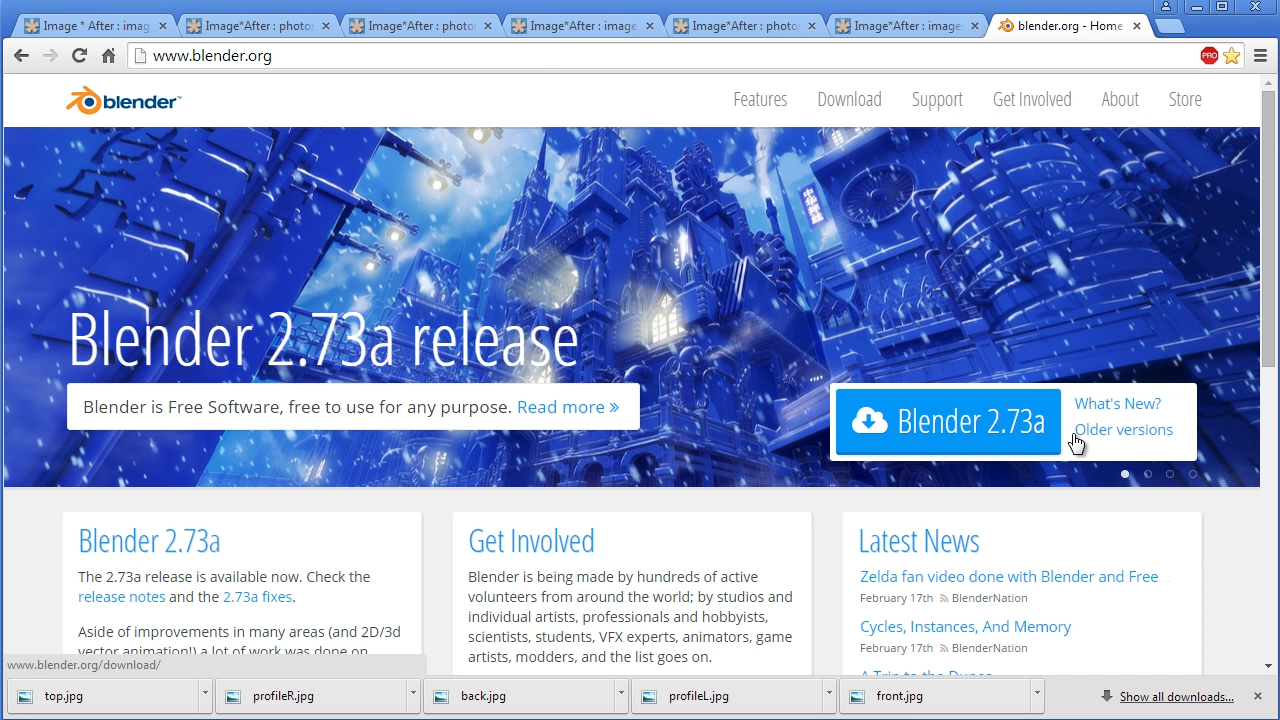 Image * After : imag
Image*After : photos
Image*After : photos
Image*After : images
Image*After : photos
Image*After : images
blender.org - Home
www.blender.org
PRO
blender™
Features
Download
Support
Get Involved
About
Store
Blender 2.73a release
Blender is Free Software, free to use for any purpose. Read more »
Blender 2.73a
What's New?
Older versions
Blender 2.73a
The 2.73a release is available now. Check the
release notes and the 2.73a fixes.
Aside of improvements in many areas (and 2D/3d
vector animation!) a lot of work was done on
Get Involved
Blender is being made by hundreds of active
volunteers from around the world; by studios and
individual artists, professionals and hobbyists,
scientists, students, VFX experts, animators, game
artists, modders, and the list goes on.
Latest News
Zelda fan video done with Blender and Free ...
February 17th BlenderNation
Cycles, Instances, And Memory
February 17th BlenderNation
A Trip to the Dunes
www.blender.org/download/
top.jpg
profileR.jpg
back.jpg
profileL.jpg
front.jpg
Show all downloads...